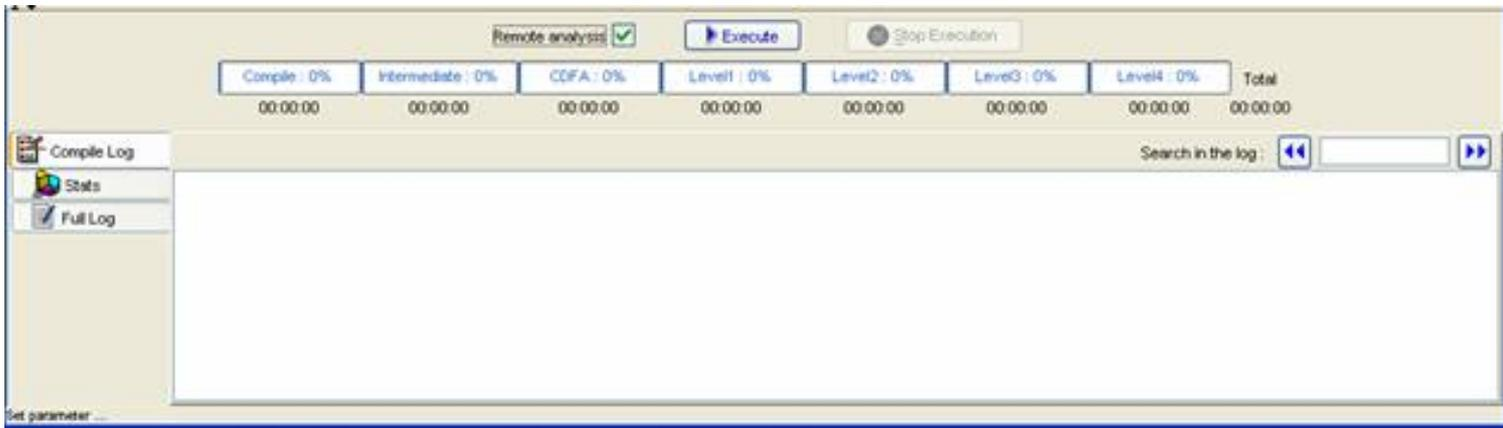 Remote analysis Execute Stop Execution
Compile : 0% Intermediate : 0% CDFA : 0% Level1 : 0% Level2 : 0% Level3 : 0% Level4 : 0% Total
00:00:00 00:00:00 00:00:00 00:00:00 00:00:00 00:00:00 00:00:00 00:00:00
Compile Log Search in the log :
Stats
Full Log
Set parameter ...